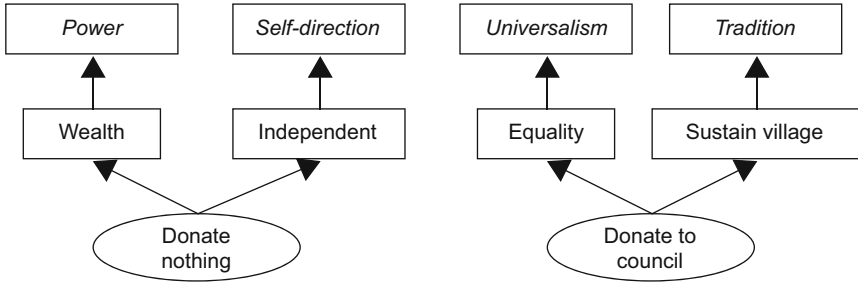 Power
Self-direction
Universalism
Tradition
Wealth
Independent
Equality
Sustain village
Donate
nothing
Donate to
council